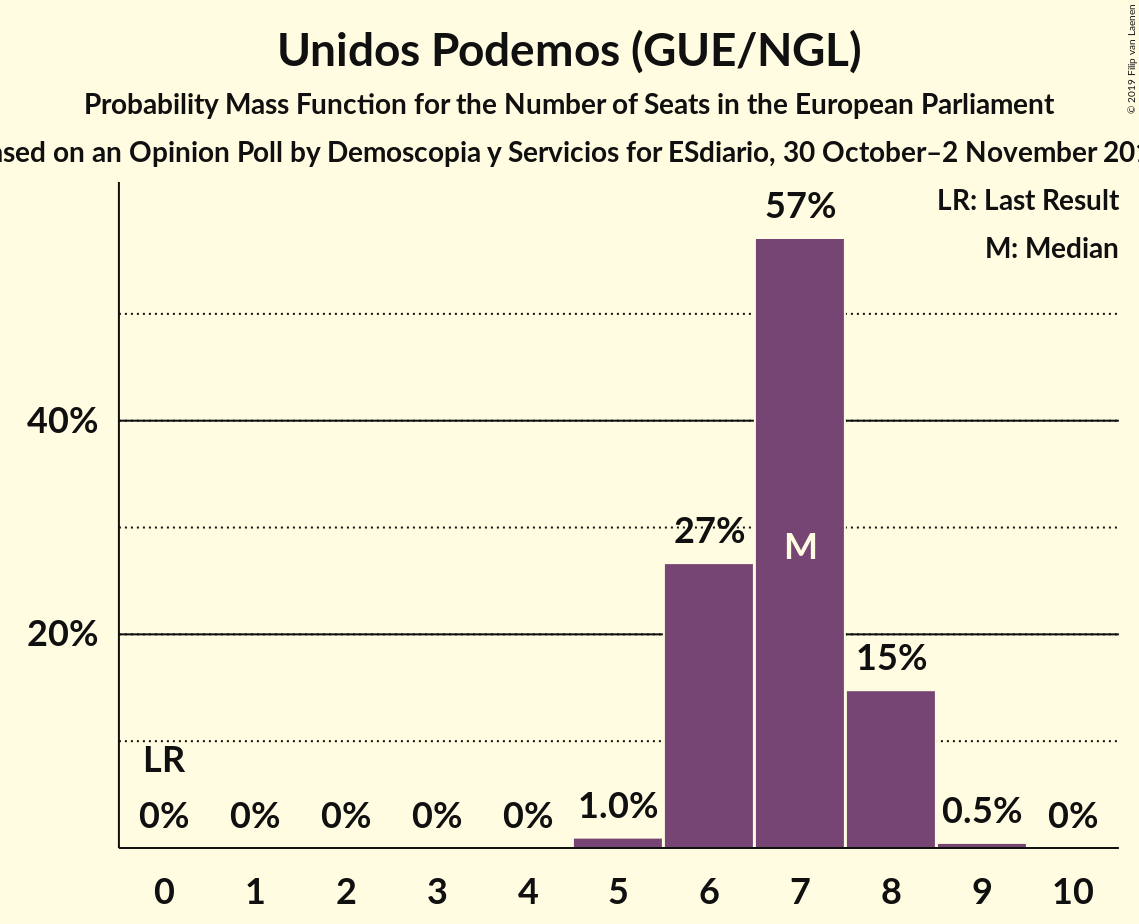 Unidos Podemos (GUE/NGL)
Probability Mass Function for the Number of Seats in the European Parliament
on an Opinion Poll by Demoscopia y Servicios for ESdiario, 30 October–2 November
© 2019 Filip van Laenen
LR: Last Result
M: Median
57%
40%
27%
M
20%
15%
LR
0% 0% 0% 0% 0% 1.0% 0.5% 0%
0 1 2 3 4 5 6 7 8 9 10